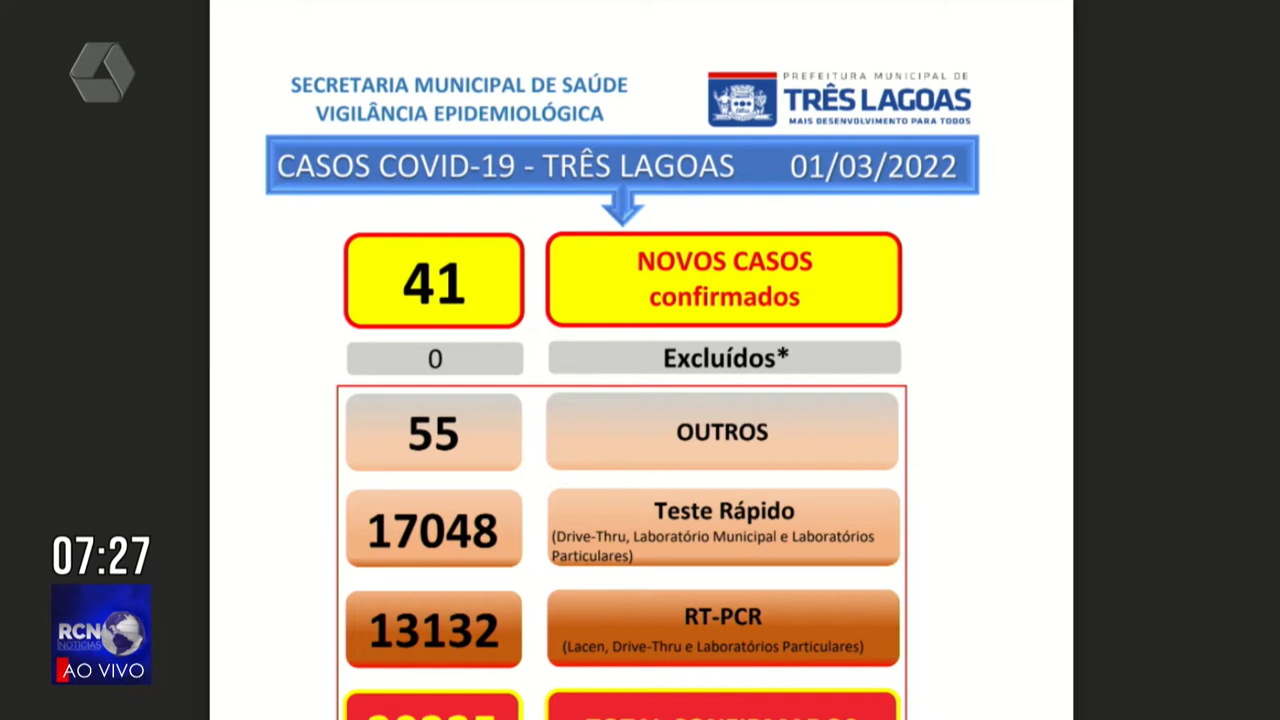 SECRETARIA MUNICIPAL DE SAÚDE
VIGILÂNCIA EPIDEMIOLÓGICA
PREFEITURA MUNICIPAL DE
TRÊS LAGOAS
MAIS DESENVOLVIMENTO PARA TODOS
CASOS COVID-19 - TRÊS LAGOAS 01/03/2022
41
NOVOS CASOS
confirmados
0
Excluídos*
55
OUTROS
17048
Teste Rápido
(Drive-Thru, Laboratório Municipal e Laboratórios
Particulares)
13132
RT-PCR
(Lacen, Drive-Thru e Laboratórios Particulares)
TOTAL CONFIRMADOS
07:27
RCN
NOTÍCIAS
AO VIVO